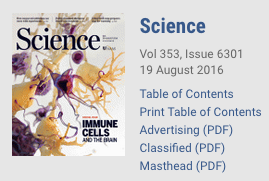 Science
Science
Vol 353, Issue 6301
19 August 2016
Table of Contents
Print Table of Contents
Advertising (PDF)
Classified (PDF)
Masthead (PDF)
IMMUNE
CELLS
AND THE BRAIN